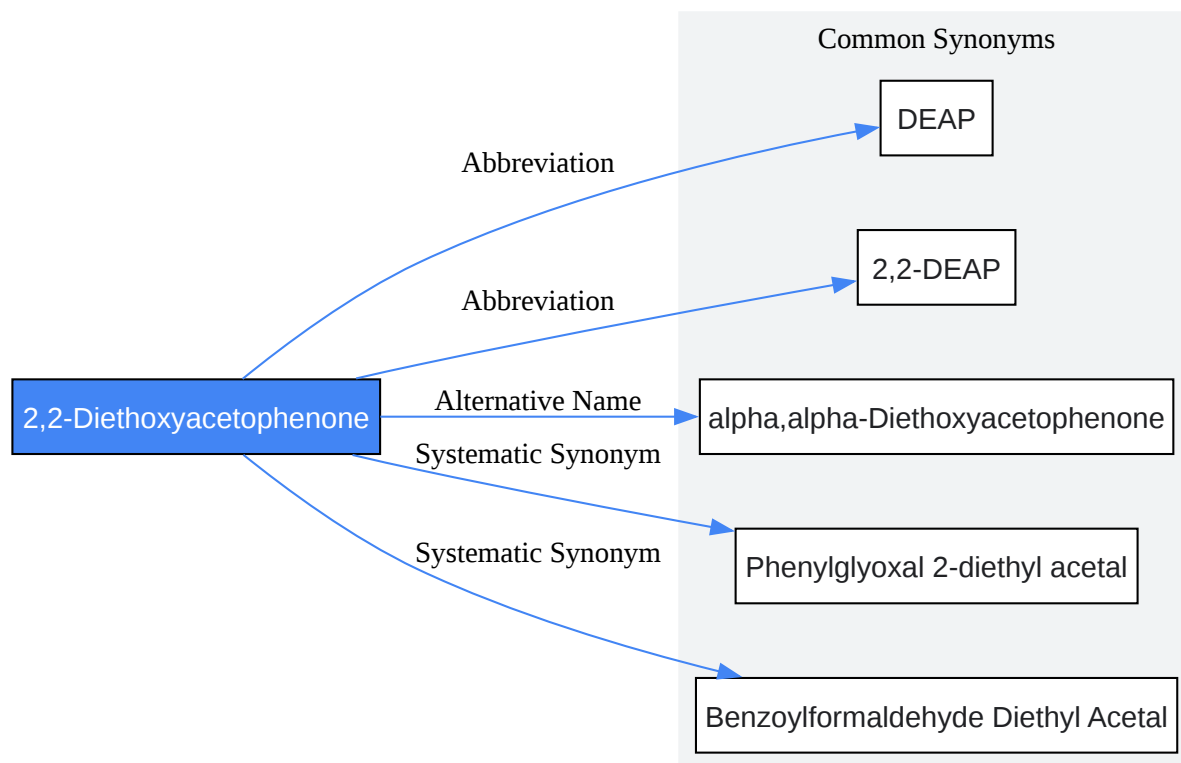 Common Synonyms
DEAP
Abbreviation
2,2-DEAP
Abbreviation
2,2-Diethoxyacetophenone
Alternative Name
alpha,alpha-Diethoxyacetophenone
Systematic Synonym
Phenylglyoxal 2-diethyl acetal
Systematic Synonym
Benzoylformaldehyde Diethyl Acetal